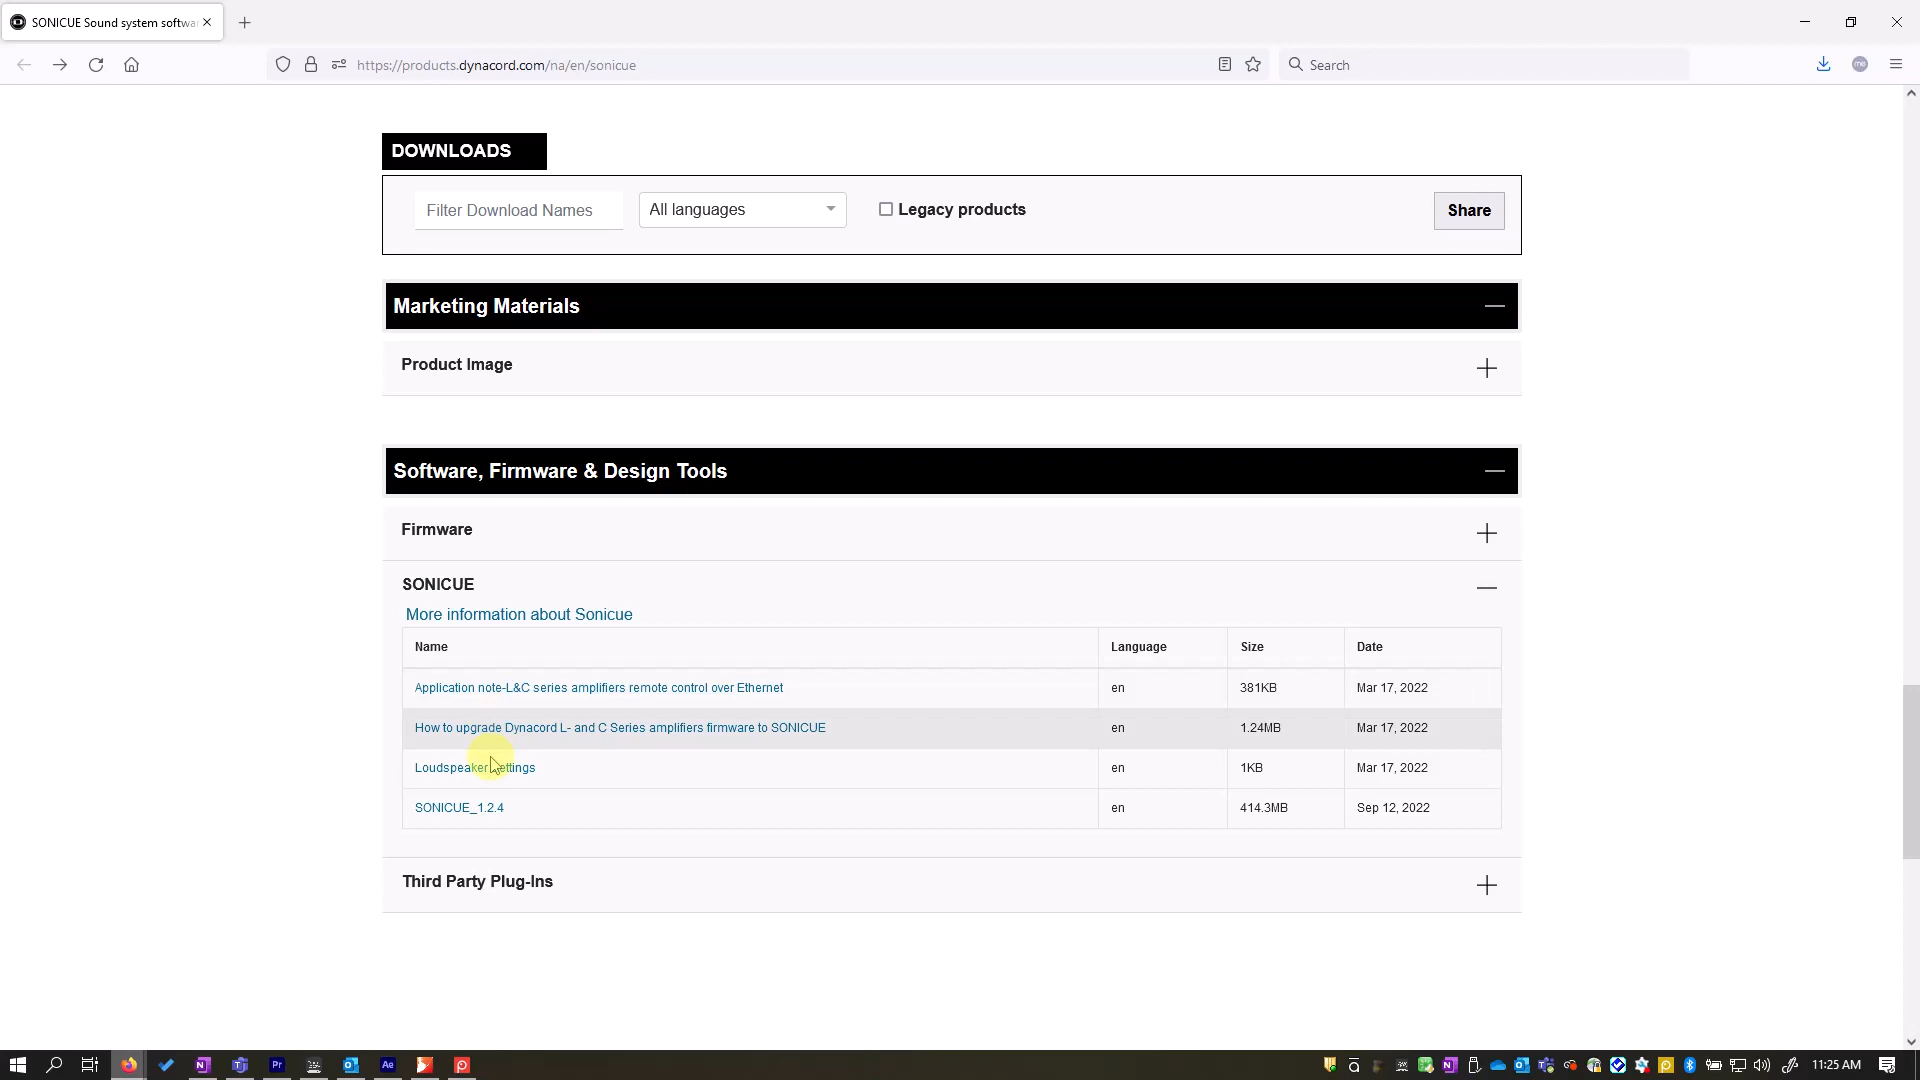 SONICUE Sound system softwa
https://products.dynacord.com/na/en/sonicue
Search
DOWNLOADS
Filter Download Names
All languages
Legacy products
Share
Marketing Materials
Product Image
Software, Firmware & Design Tools
Firmware
SONICUE
More information about Sonicue
Name Language Size Date
Application note-L&C series amplifiers remote control over Ethernet en 381KB Mar 17, 2022
How to upgrade Dynacord L- and C Series amplifiers firmware to SONICUE en 1.24MB Mar 17, 2022
Loudspeaker settings en 1KB Mar 17, 2022
SONICUE_1.2.4 en 414.3MB Sep 12, 2022
Third Party Plug-Ins
11:25 AM